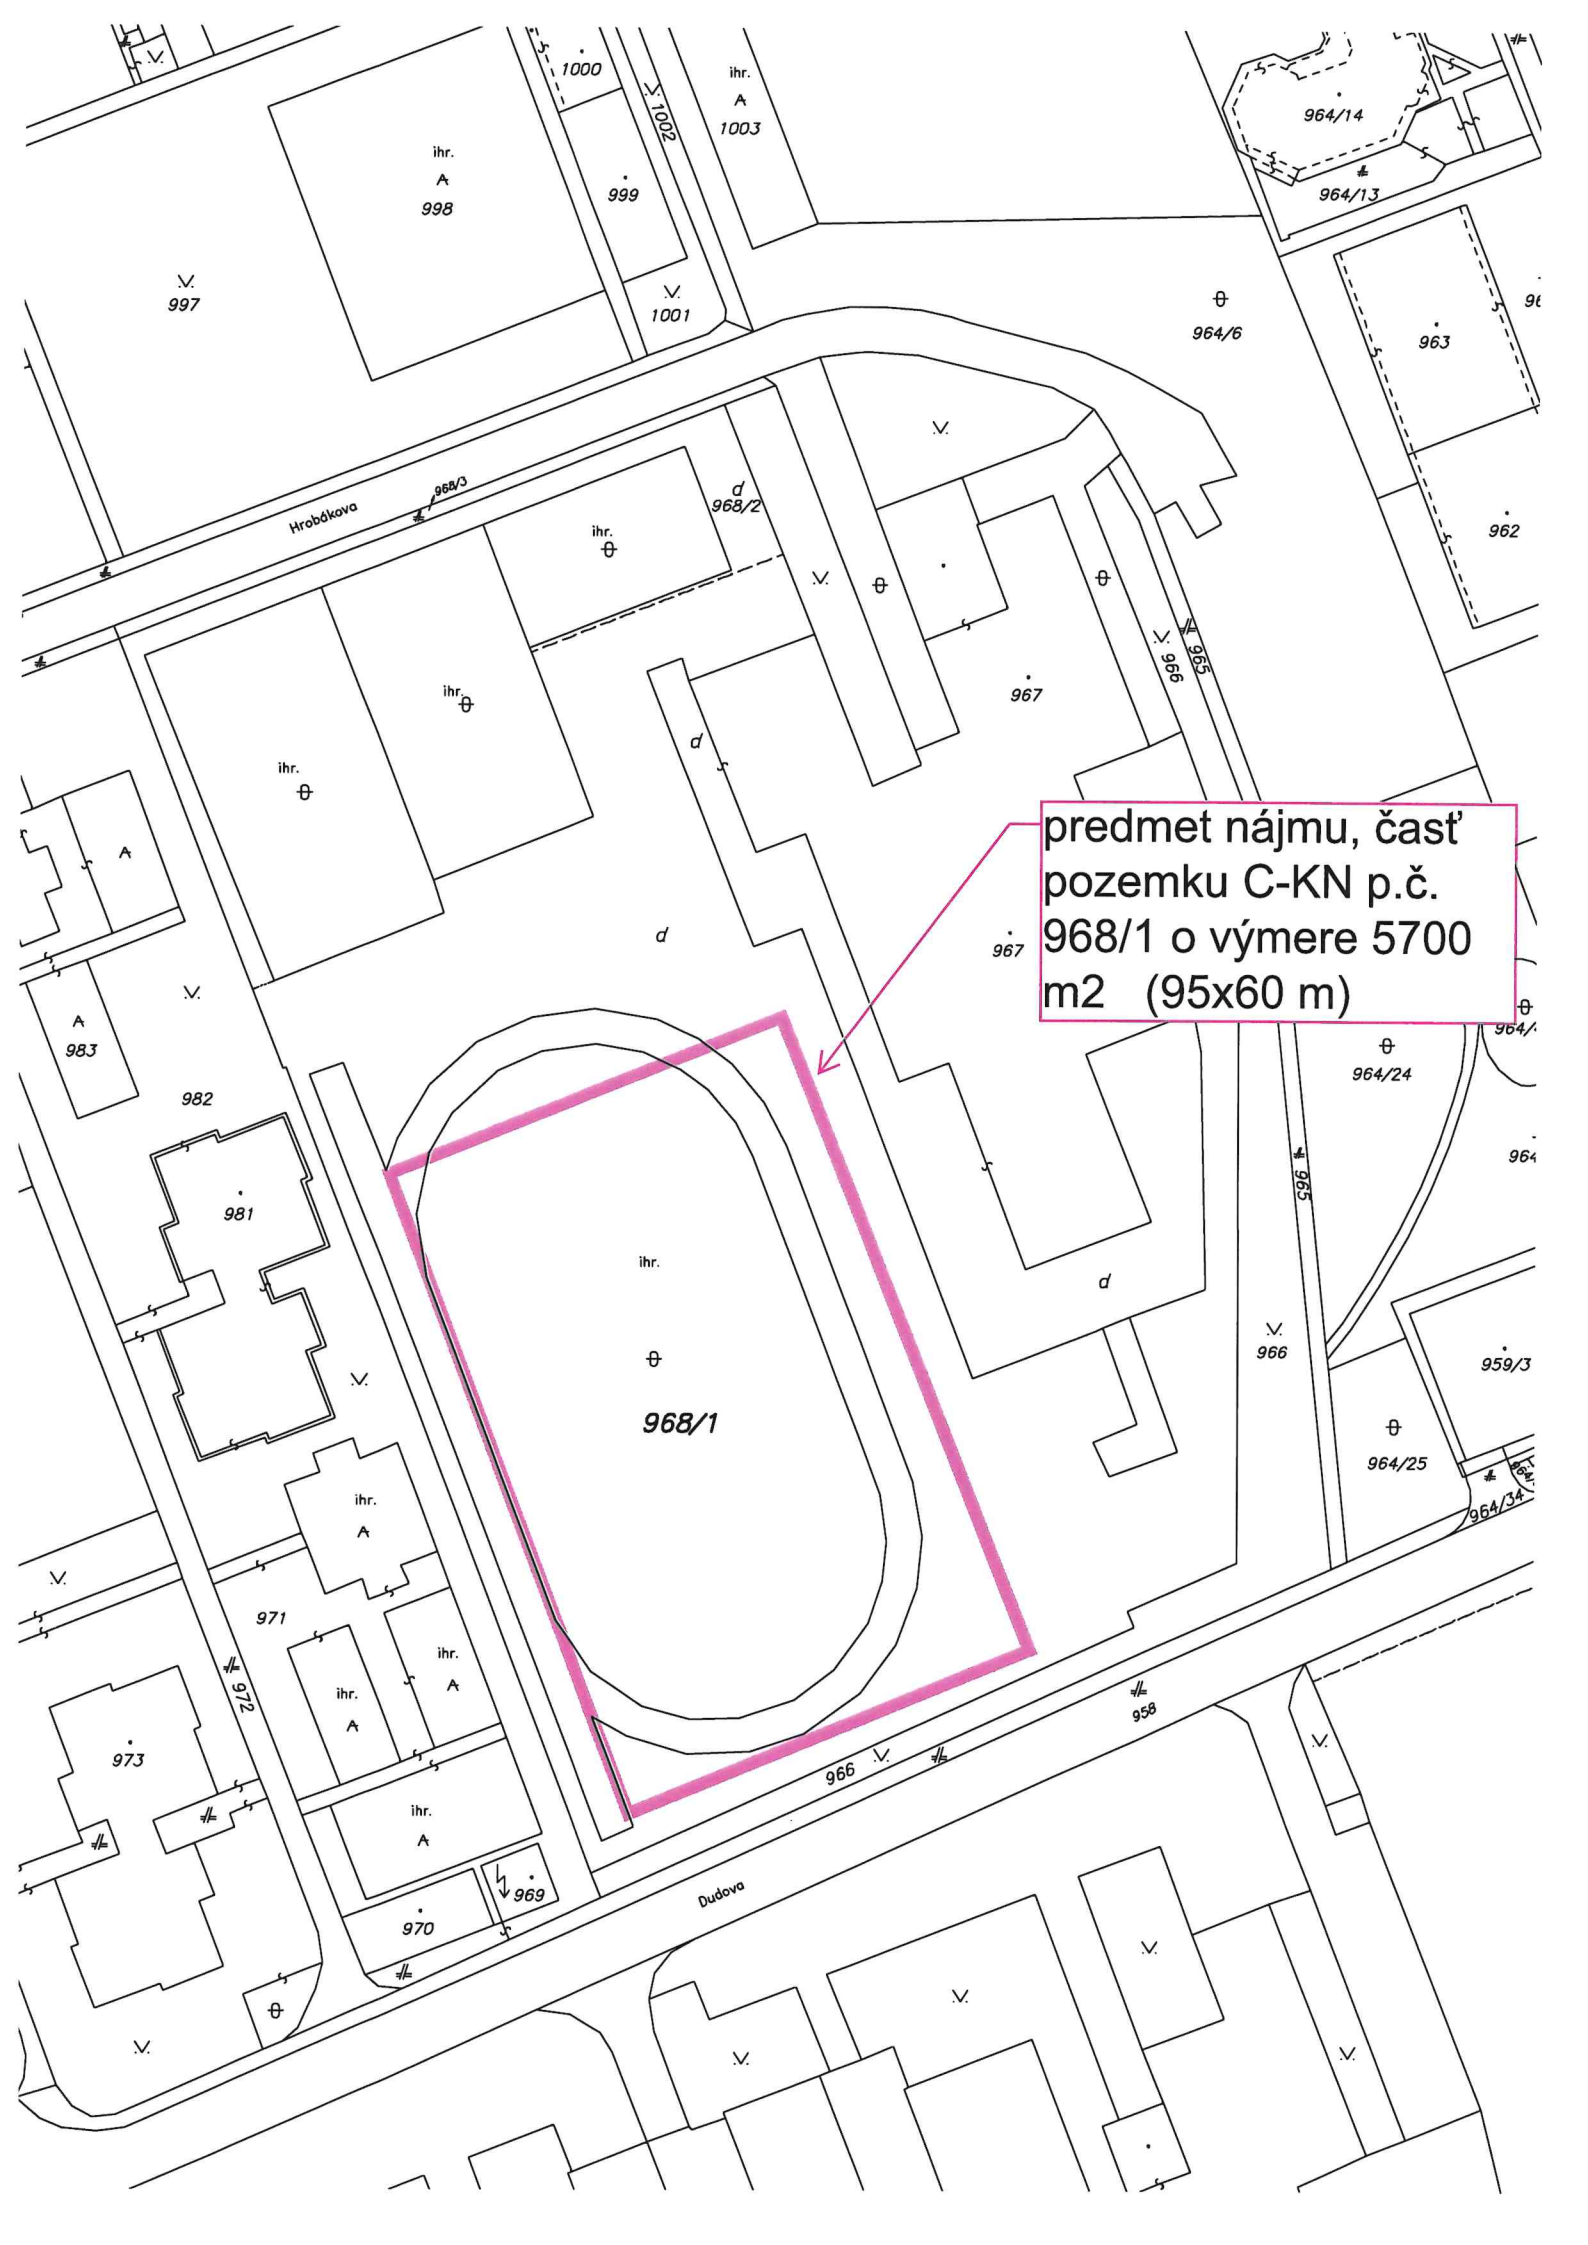 1000
ihr.
1002
1003
964/14
ihr.
998
999
964/13
997
1001
964/6
963
968/3
Hrobákova
d
968/2
ihr.
962
965
966
967
ihr.
d
ihr.
predmet nájmu, časť
pozemku C-KN p.č.
968/1 o výmere 5700
m2 (95x60 m)
d
967
983
964/24
982
981
965
ihr.
d
966
959/3
968/1
964/25
ihr.
964/34
971
ihr.
972
ihr.
958
973
966
ihr.
969
Dudova
970